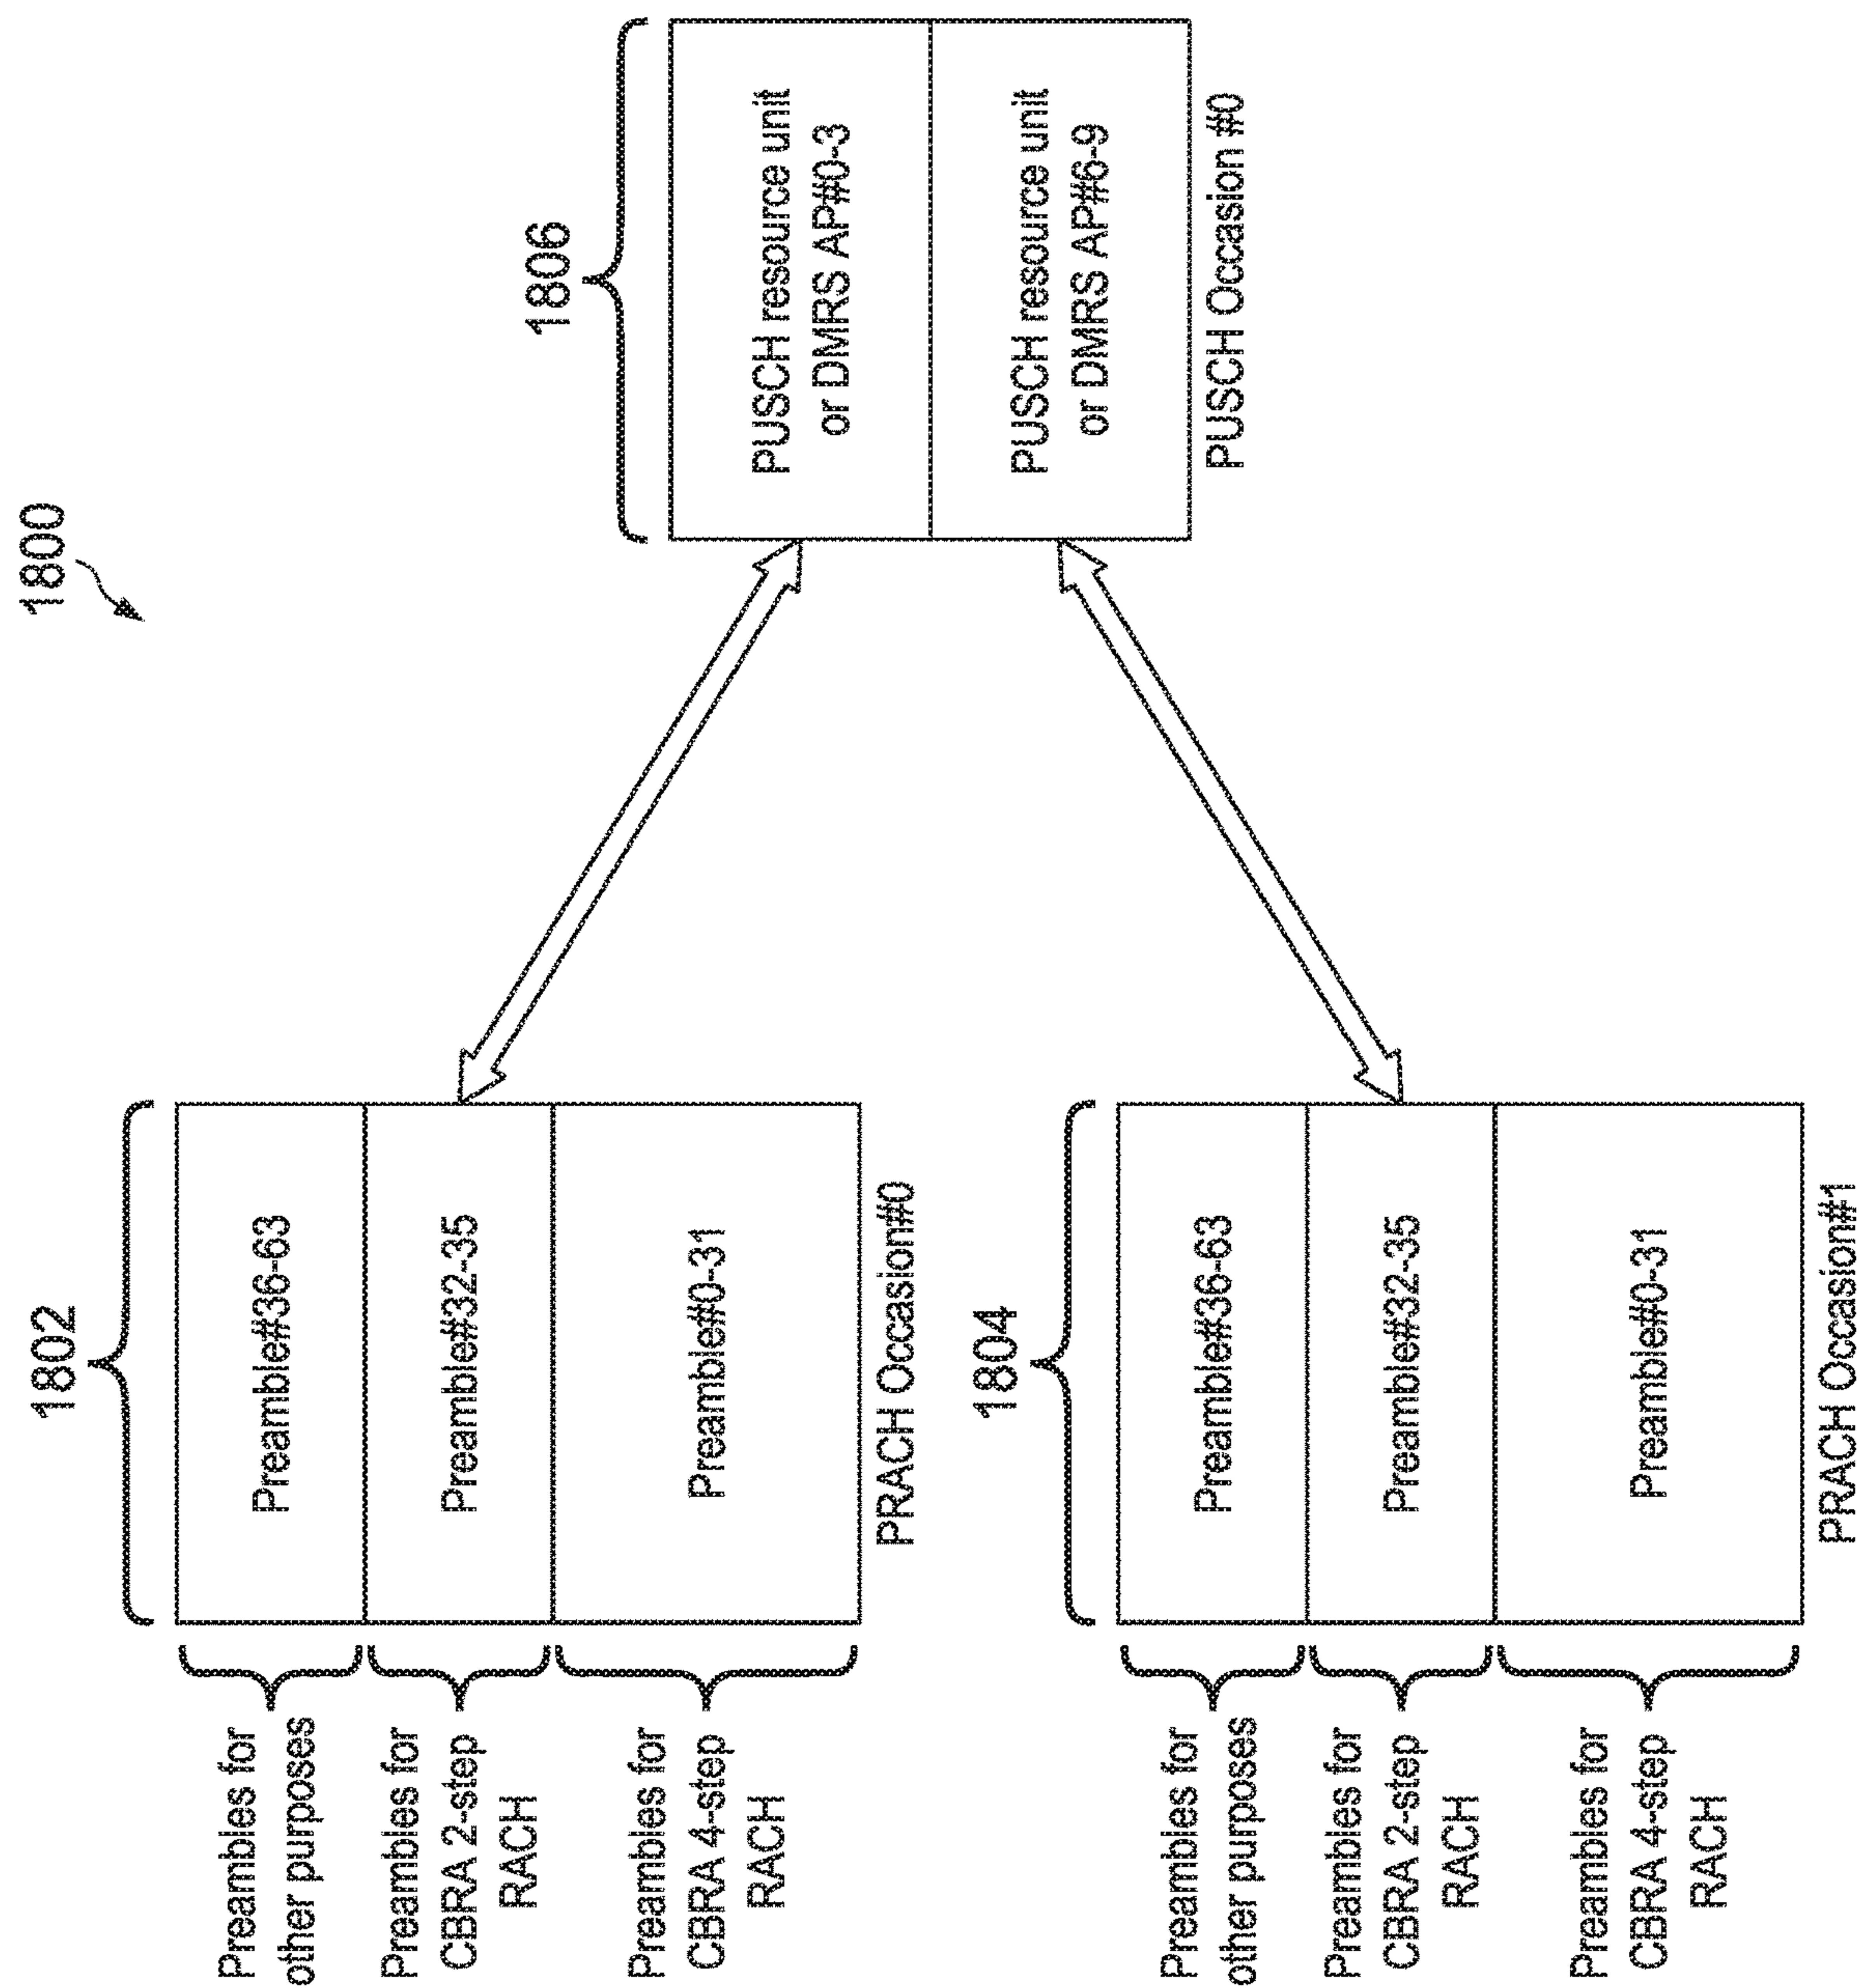 1800
1802
Preambles for
other purposes
Preamble#36-63
Preambles for
CBRA 2-step
RACH
Preamble#32-35
Preambles for
CBRA 4-step
RACH
Preamble#0-31
PRACH Occasion#0
1806
PUSCH resource unit
or DMRS AP#0-3
PUSCH resource unit
or DMRS AP#6-9
PUSCH Occasion #0
1804
Preambles for
other purposes
Preamble#36-63
Preambles for
CBRA 2-step
RACH
Preamble#32-35
Preambles for
CBRA 4-step
RACH
Preamble#0-31
PRACH Occasion#1